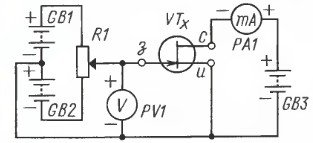 + GB1
−
+
− GB2
R1
з
+
V
−
PV1
VTx
с
и
− mA +
PA1
+
−
GB3